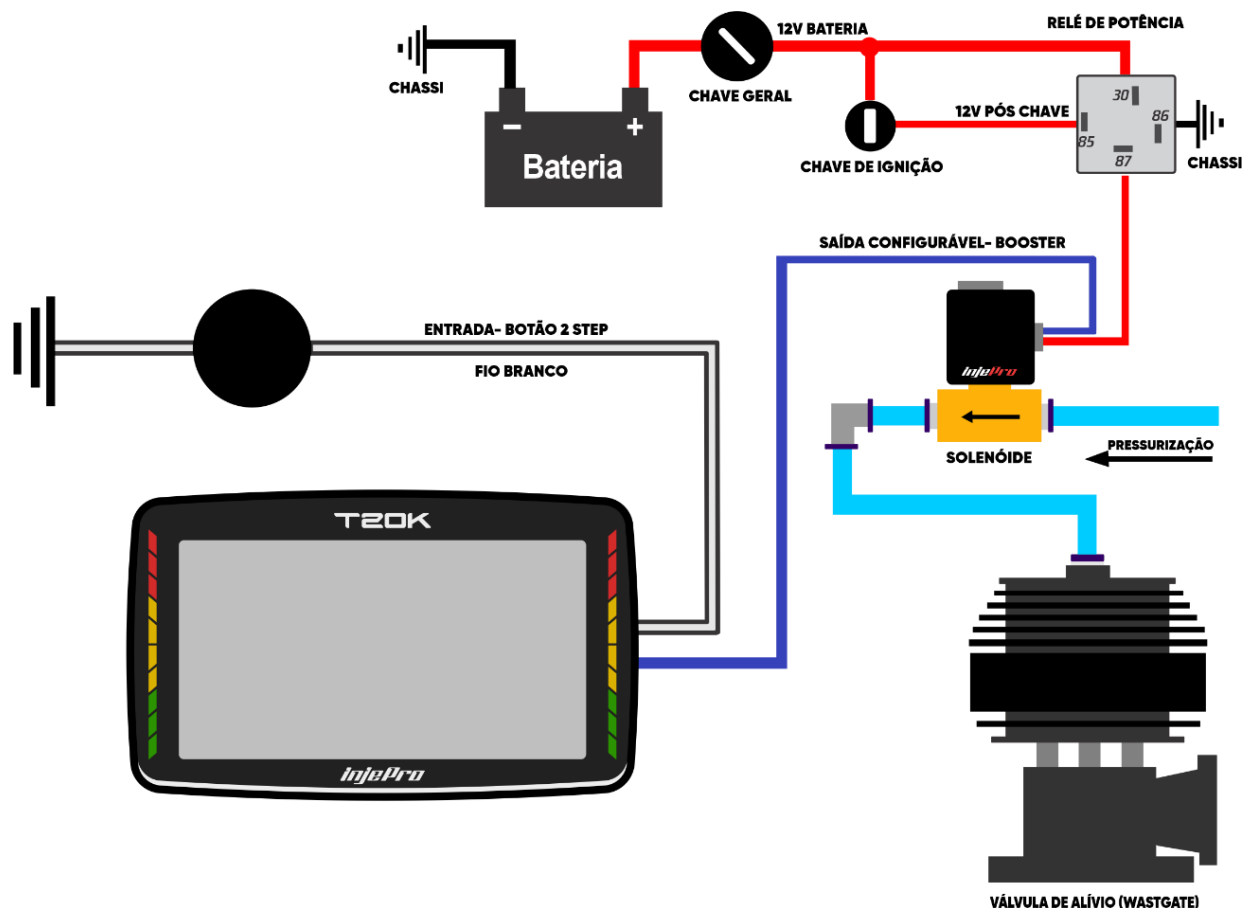 12V BATERIA
RELÉ DE POTÊNCIA
CHASSI
CHAVE GERAL
30
12V PÓS CHAVE
86
85
87
CHASSI
CHAVE DE IGNIÇÃO
- +
Bateria
SAÍDA CONFIGURÁVEL- BOOSTER
ENTRADA- BOTÃO 2 STEP
FIO BRANCO
injePro
PRESSURIZAÇÃO
SOLENÓIDE
T20K
injePro
VÁLVULA DE ALÍVIO (WASTGATE)